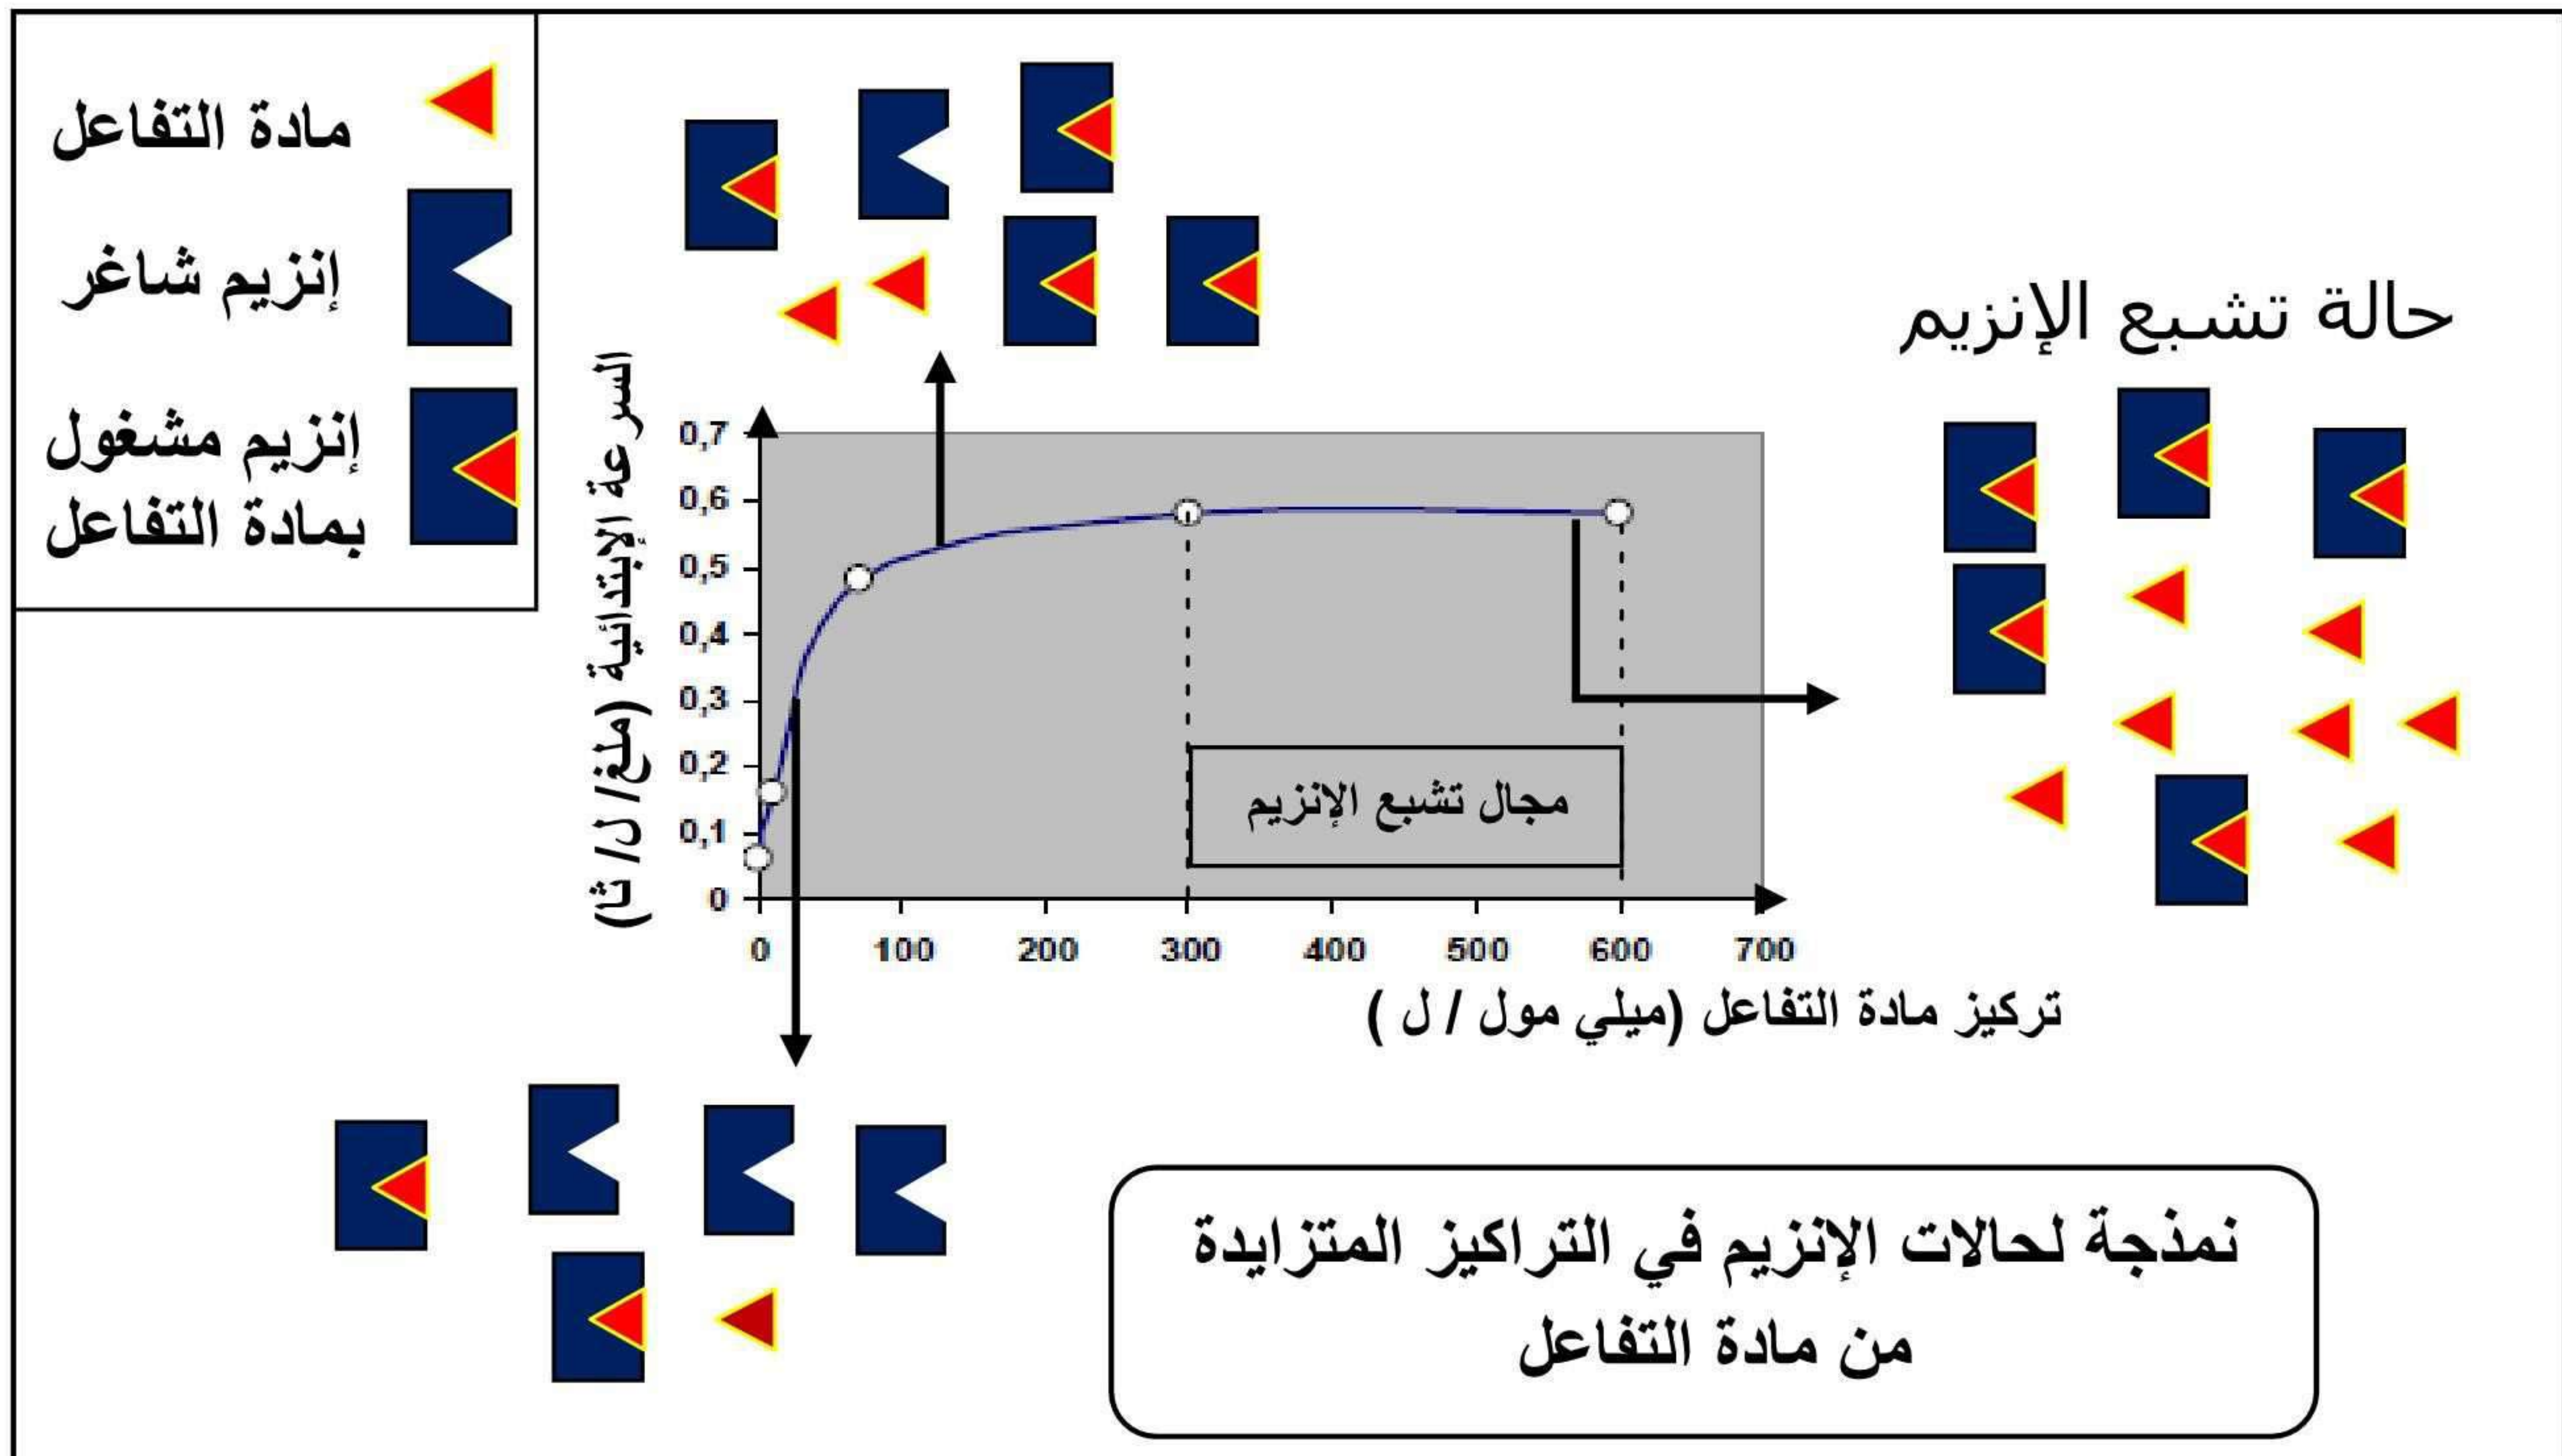 مادة التفاعل
إنزيم شاغر
إنزيم مشغول
بمادة التفاعل
حالة تشبع الإنزيم
السرعة الإبتدائية (ملغ/ ل/ ثا)
0,7
0,6
0,5
0,4
0,3
0,2
0,1
0
مجال تشبع الإنزيم
0 100 200 300 400 500 600 700
تركيز مادة التفاعل (ميلي مول / ل )
نمذجة لحالات الإنزيم في التراكيز المتزايدة
من مادة التفاعل